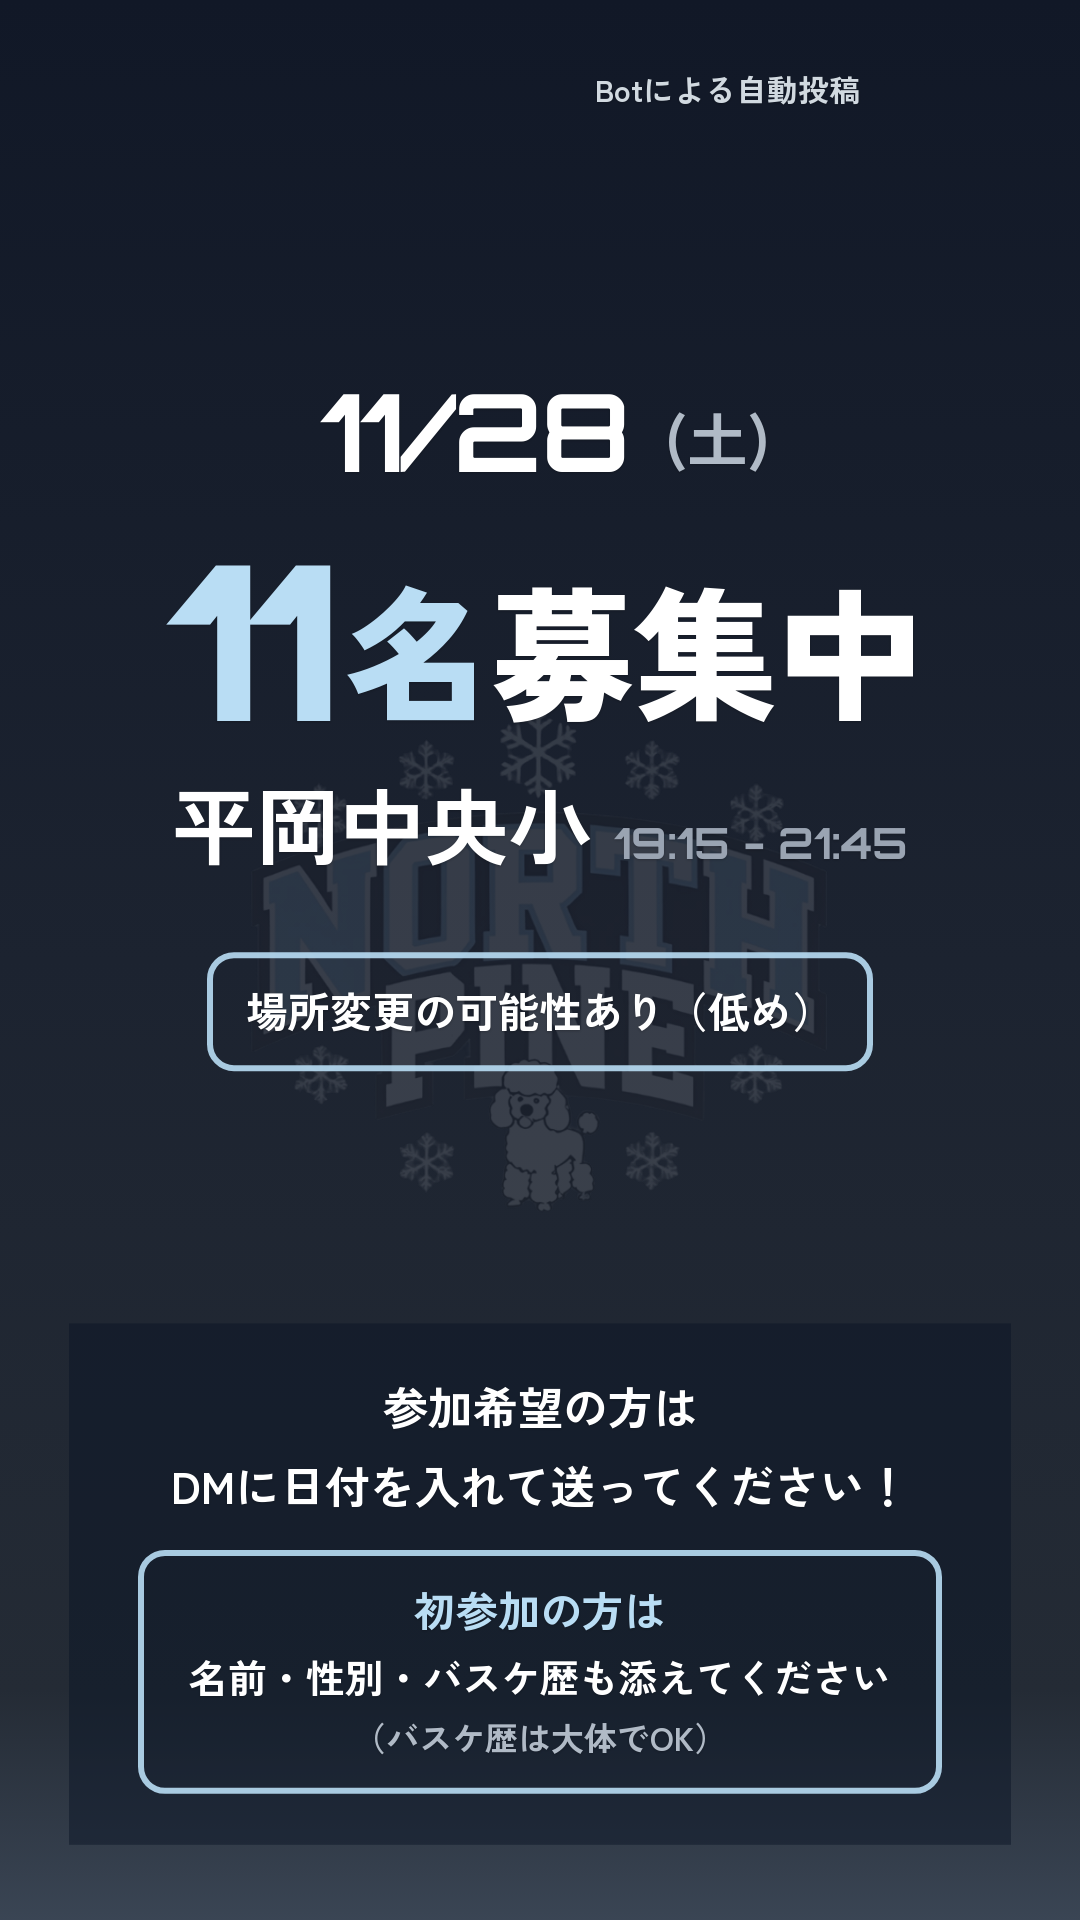 Botによる自動投稿
11/28 (土)
11名募集中
平岡中央小 19:15 - 21:45
NORTH
PINE
場所変更の可能性あり（低め）
参加希望の方は
DMに日付を入れて送ってください！
初参加の方は
名前・性別・バスケ歴も添えてください
（バスケ歴は大体でOK）